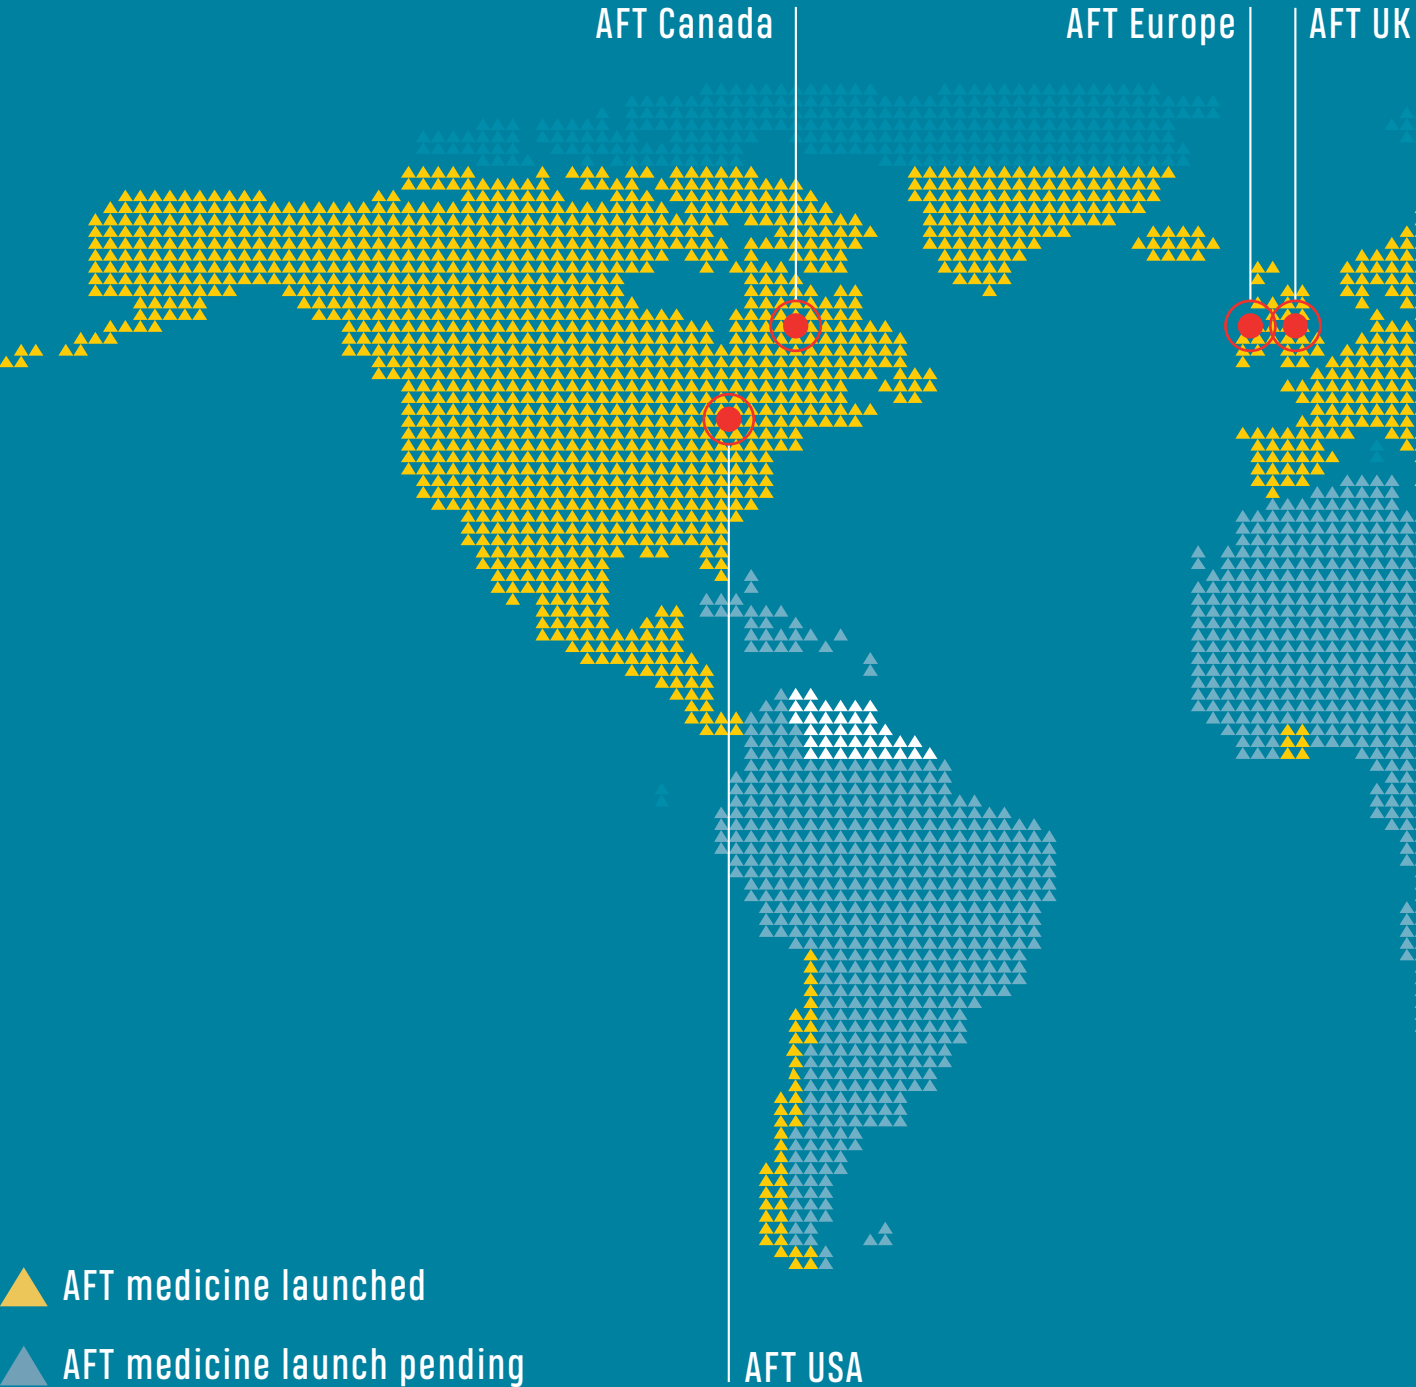 AFT Canada
AFT Europe
AFT UK
AFT medicine launched
AFT medicine launch pending
AFT USA